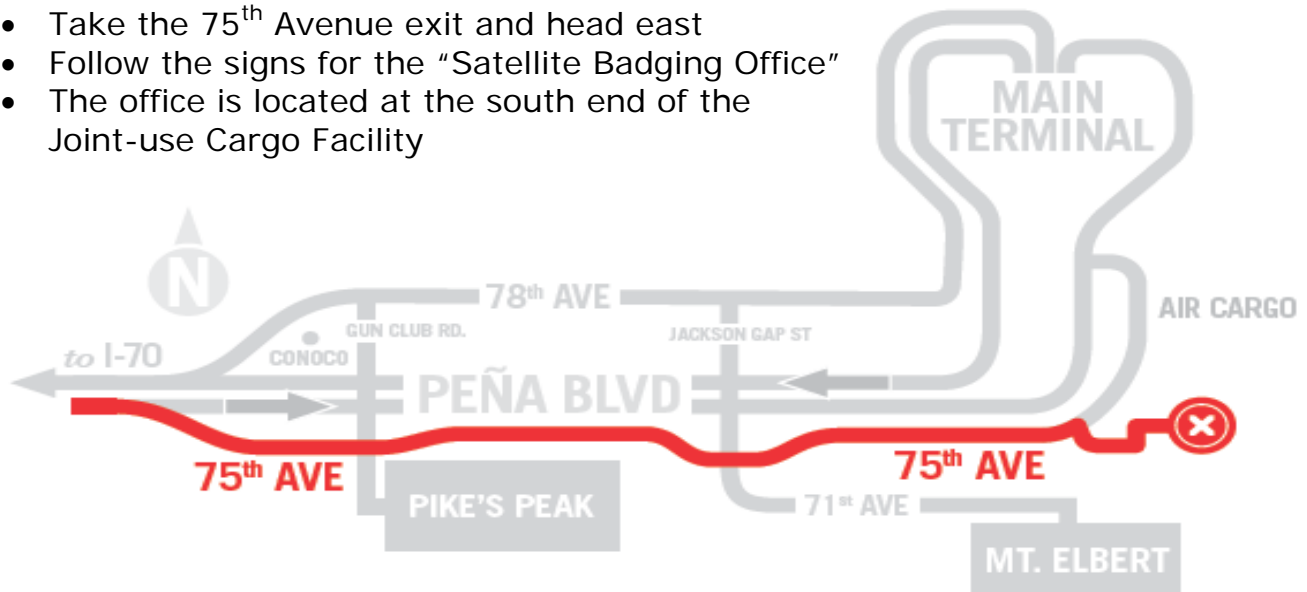 • Take the 75th Avenue exit and head east
• Follow the signs for the “Satellite Badging Office”
• The office is located at the south end of the
Joint-use Cargo Facility
MAIN
TERMINAL
N
78th AVE
AIR CARGO
GUN CLUB RD.
JACKSON GAP ST
to I-70
CONOCO
PEÑA BLVD
75th AVE
75th AVE
PIKE'S PEAK
71st AVE
MT. ELBERT